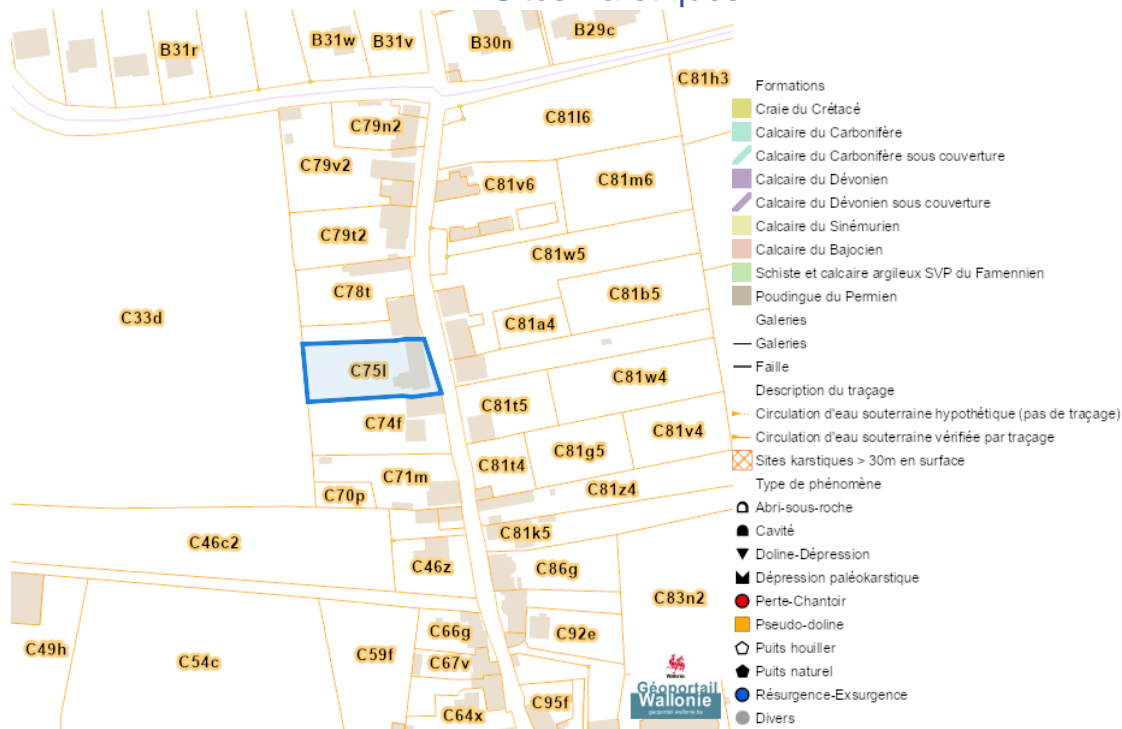 B31r
B31w
B31v
B30n
B29c
C81h3
C79n2
C81l6
C79v2
C81v6
C81m6
C79t2
C81w5
C78t
C81b5
C33d
C81a4
C75l
C81w4
C81t5
C74f
C81v4
C81g5
C81t4
C71m
C70p
C81z4
C81k5
C46c2
C46z
C86g
C83n2
C66g
C92e
C49h
C54c
C59f
C67v
C95f
C64x
Wallonie
Géoportail
Wallonie
geoportail.wallonie.be
Formations
Craie du Crétacé
Calcaire du Carbonifère
Calcaire du Carbonifère sous couverture
Calcaire du Dévonien
Calcaire du Dévonien sous couverture
Calcaire du Sinémurien
Calcaire du Bajocien
Schiste et calcaire argileux SVP du Famennien
Poudingue du Permien
Galeries
Galeries
Faille
Description du traçage
Circulation d'eau souterraine hypothétique (pas de traçage)
Circulation d'eau souterraine vérifiée par traçage
Sites karstiques > 30m en surface
Type de phénomène
Abri-sous-roche
Cavité
Doline-Dépression
Dépression paléokarstique
Perte-Chantoir
Pseudo-doline
Puits houiller
Puits naturel
Résurgence-Exsurgence
Divers